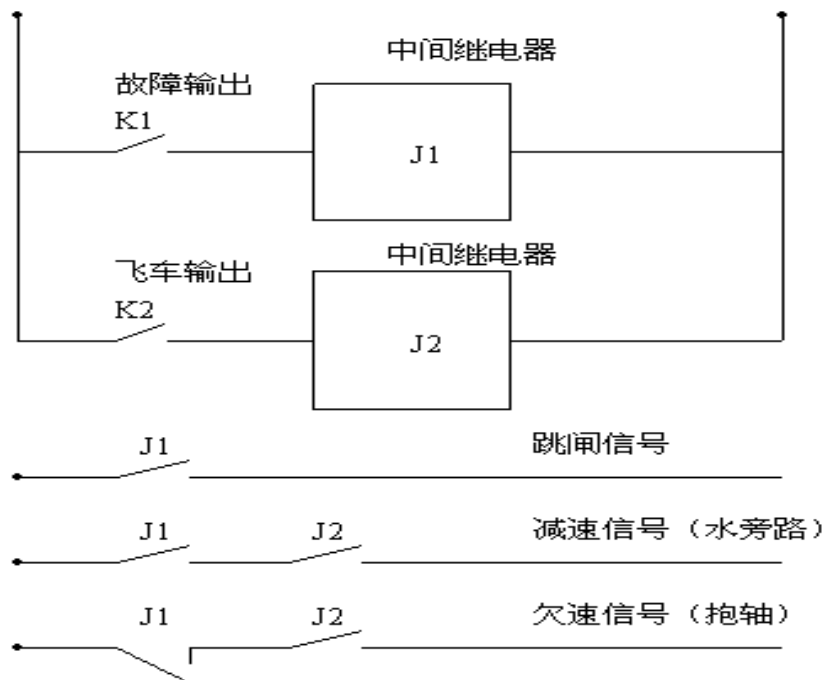 中间继电器
故障输出
K1
J1
中间继电器
飞车输出
K2
J2
J1 跳闸信号
J1 J2 减速信号（水旁路）
J1 J2 欠速信号（抱轴）